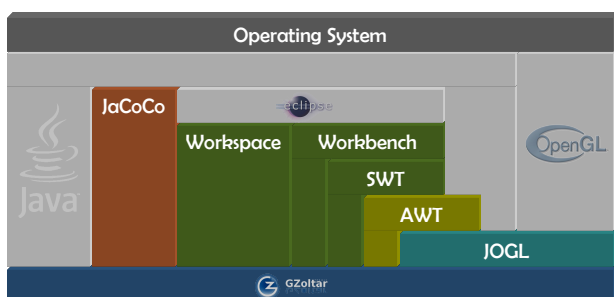 Operating System
JaCoCo
eclipse
Workspace
Workbench
OpenGL
SWT
Java
AWT
JOGL
GZoltar